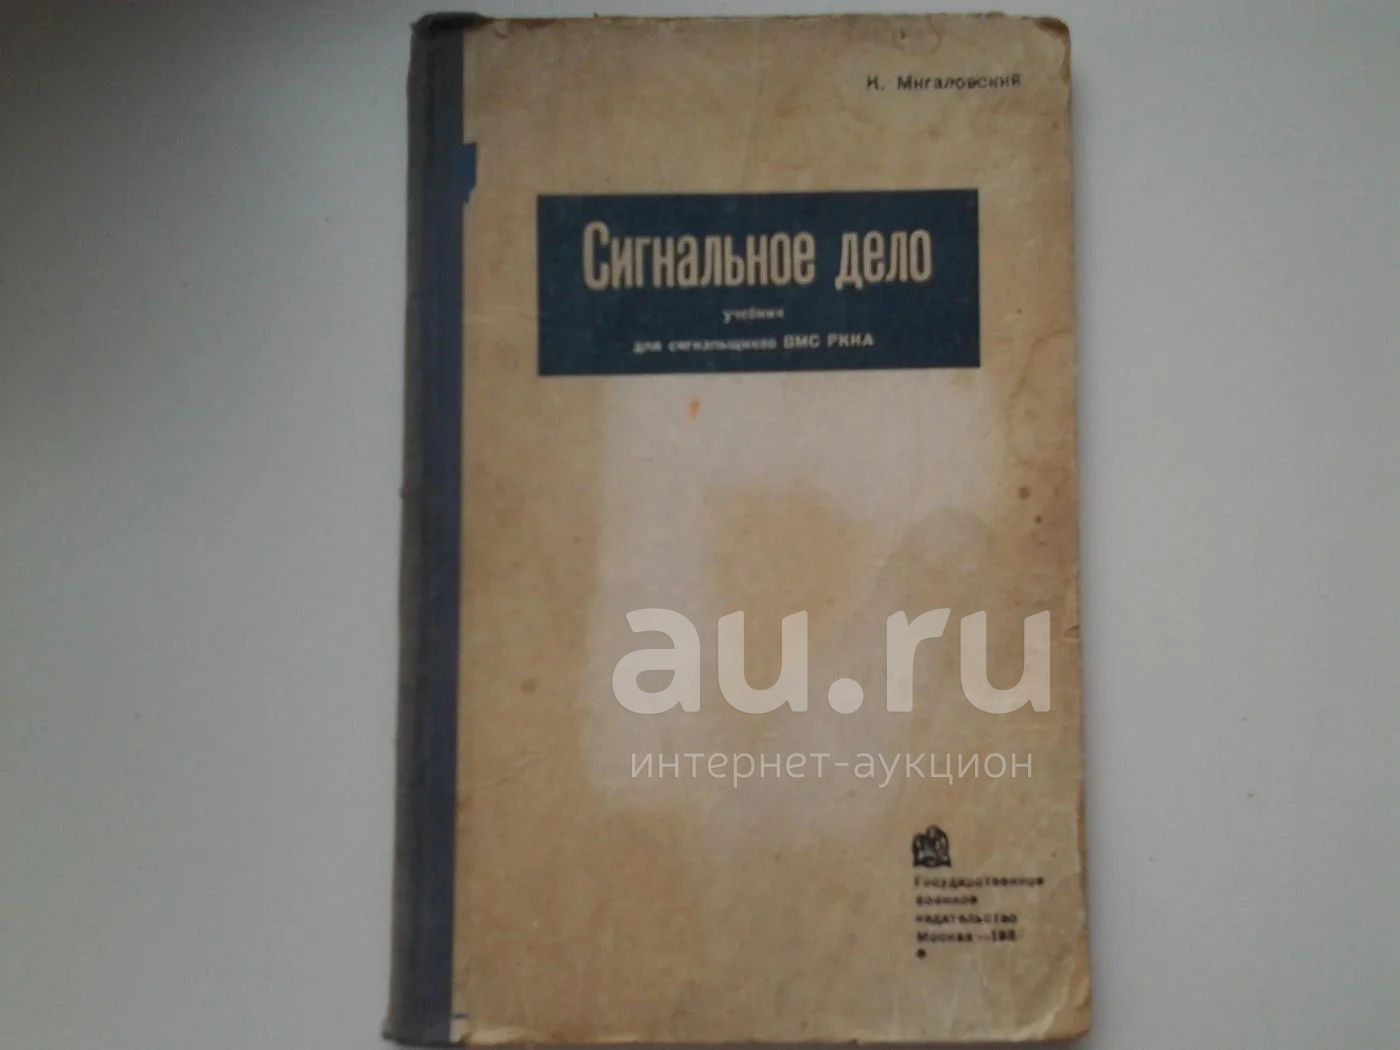 Н. Мигаловский
Сигнальное дело
учебник
для сигнальщиков ВМС РККА
au.ru
интернет-аукцион
Государственное
военное
издательство
Москва